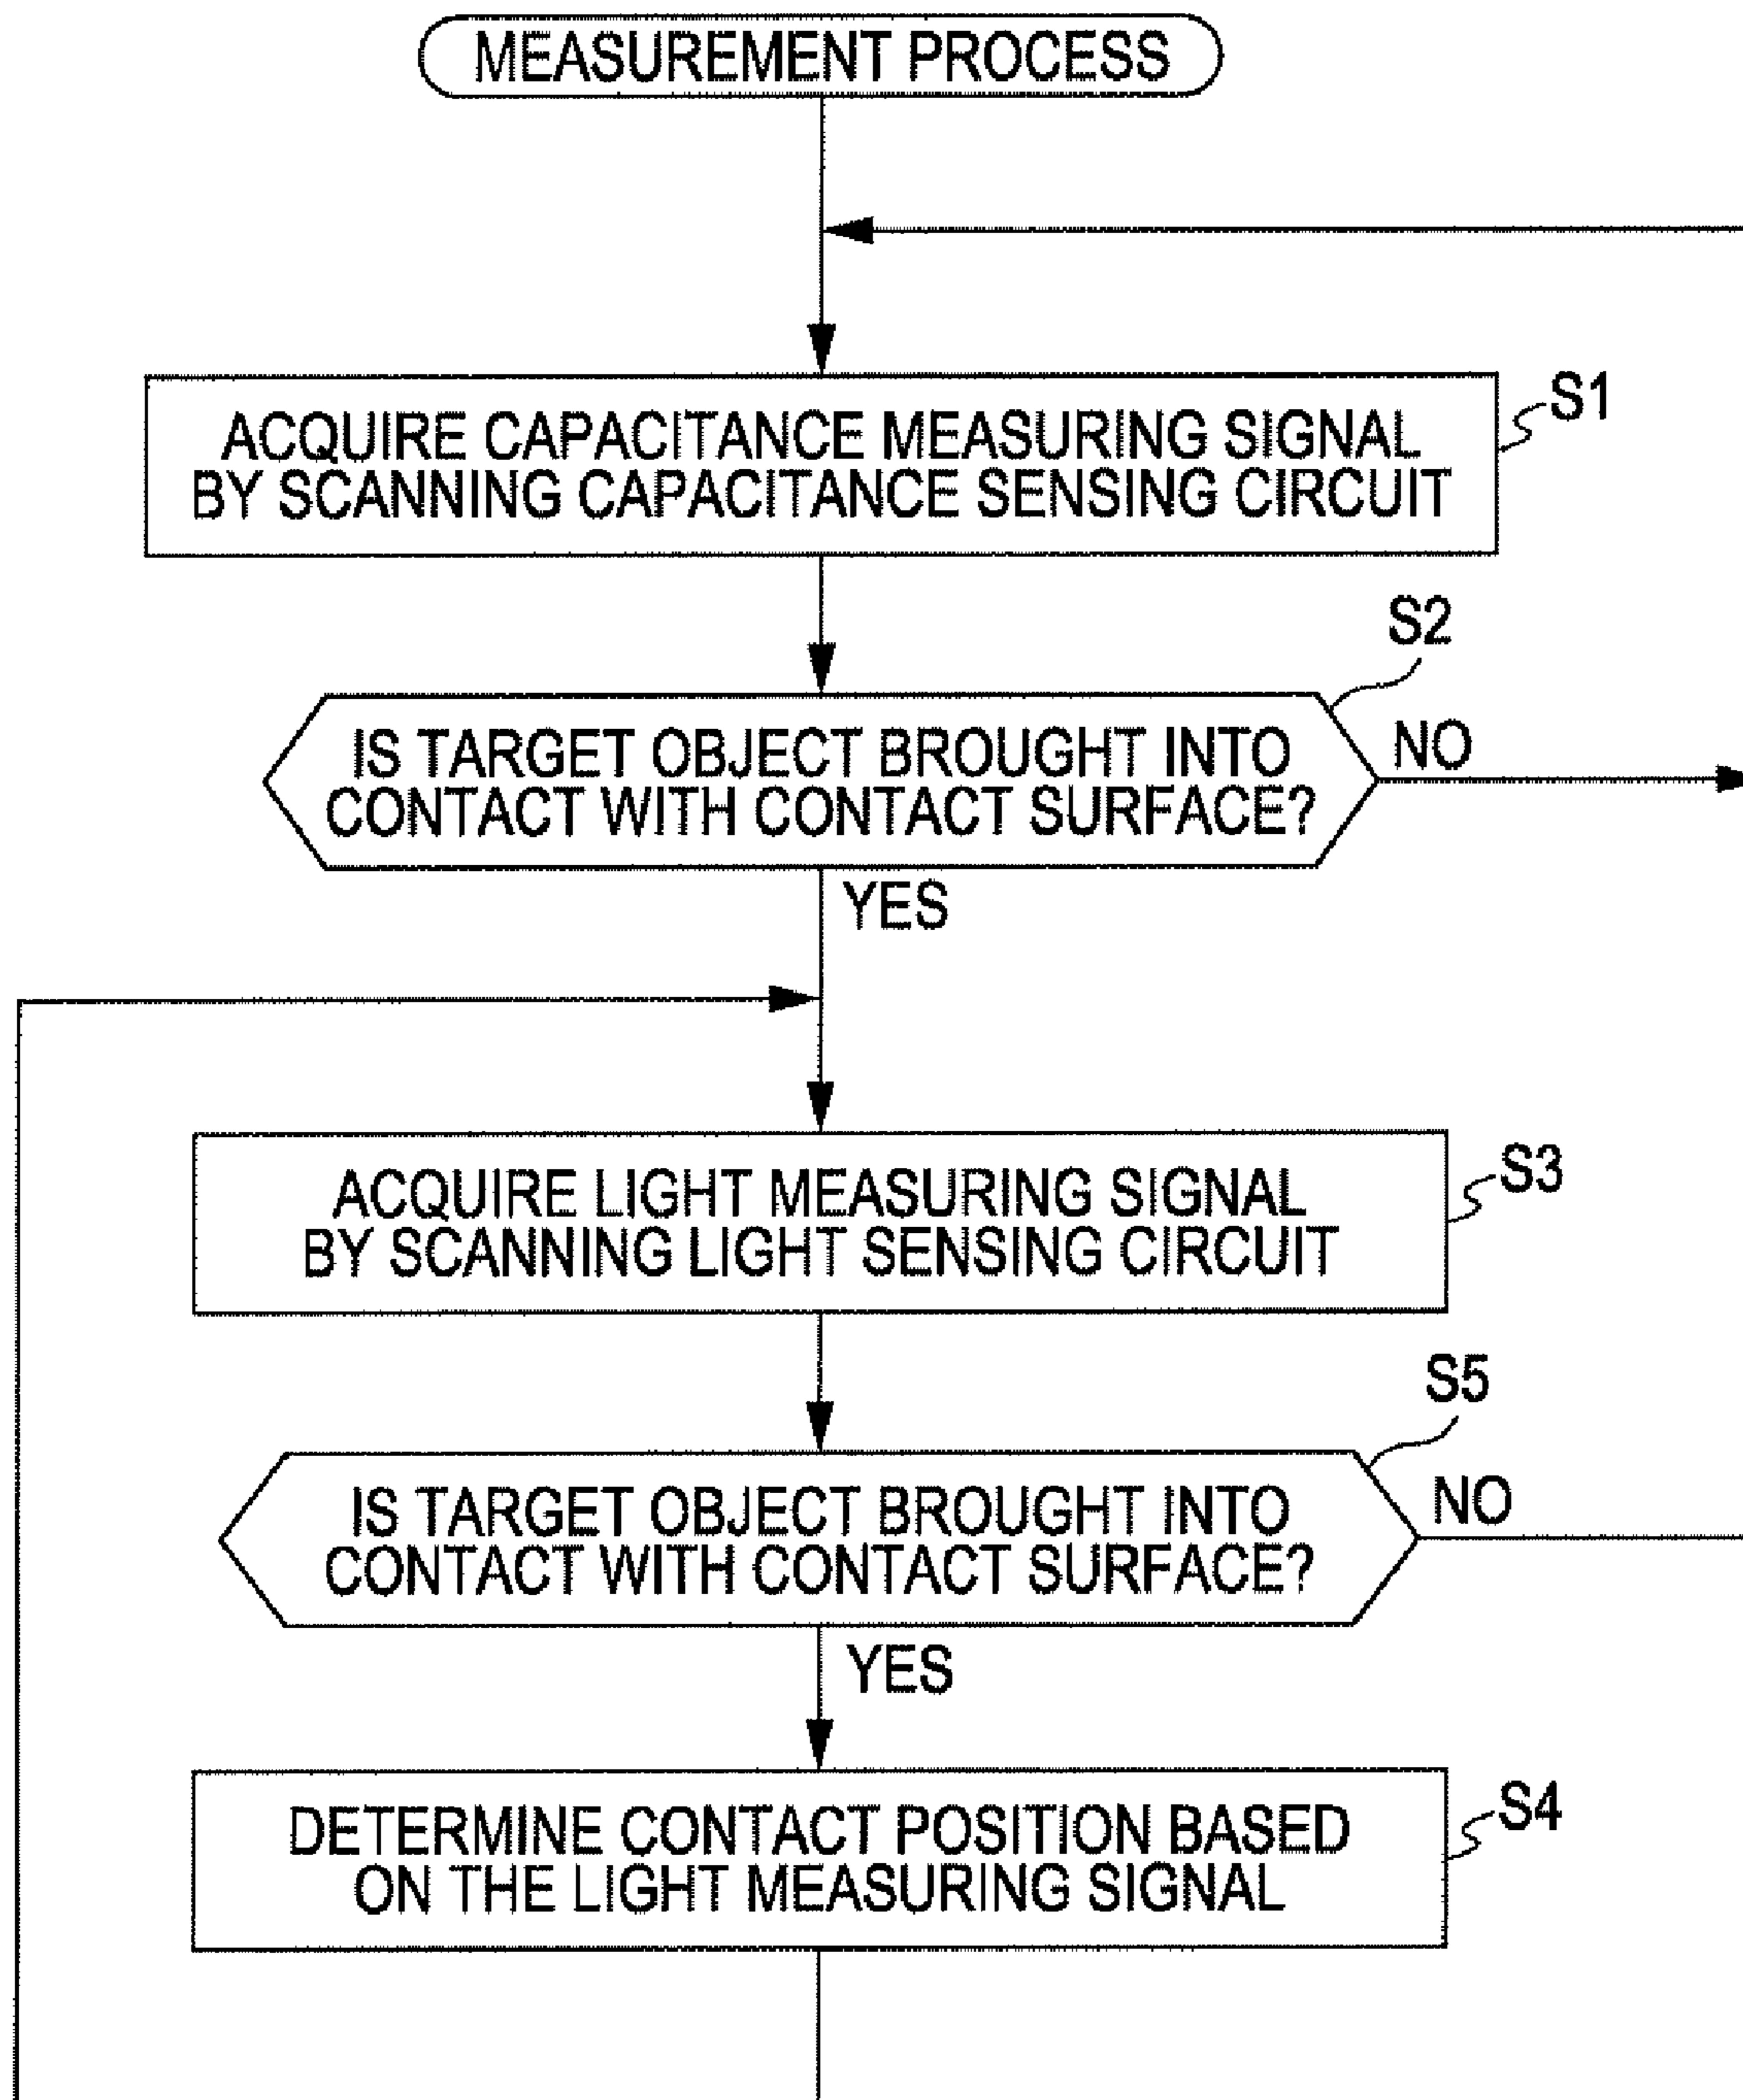 MEASUREMENT PROCESS
ACQUIRE CAPACITANCE MEASURING SIGNAL
BY SCANNING CAPACITANCE SENSING CIRCUIT
S1
S2
IS TARGET OBJECT BROUGHT INTO
CONTACT WITH CONTACT SURFACE?
NO
YES
ACQUIRE LIGHT MEASURING SIGNAL
BY SCANNING LIGHT SENSING CIRCUIT
S3
S5
IS TARGET OBJECT BROUGHT INTO
CONTACT WITH CONTACT SURFACE?
NO
YES
DETERMINE CONTACT POSITION BASED
ON THE LIGHT MEASURING SIGNAL
S4